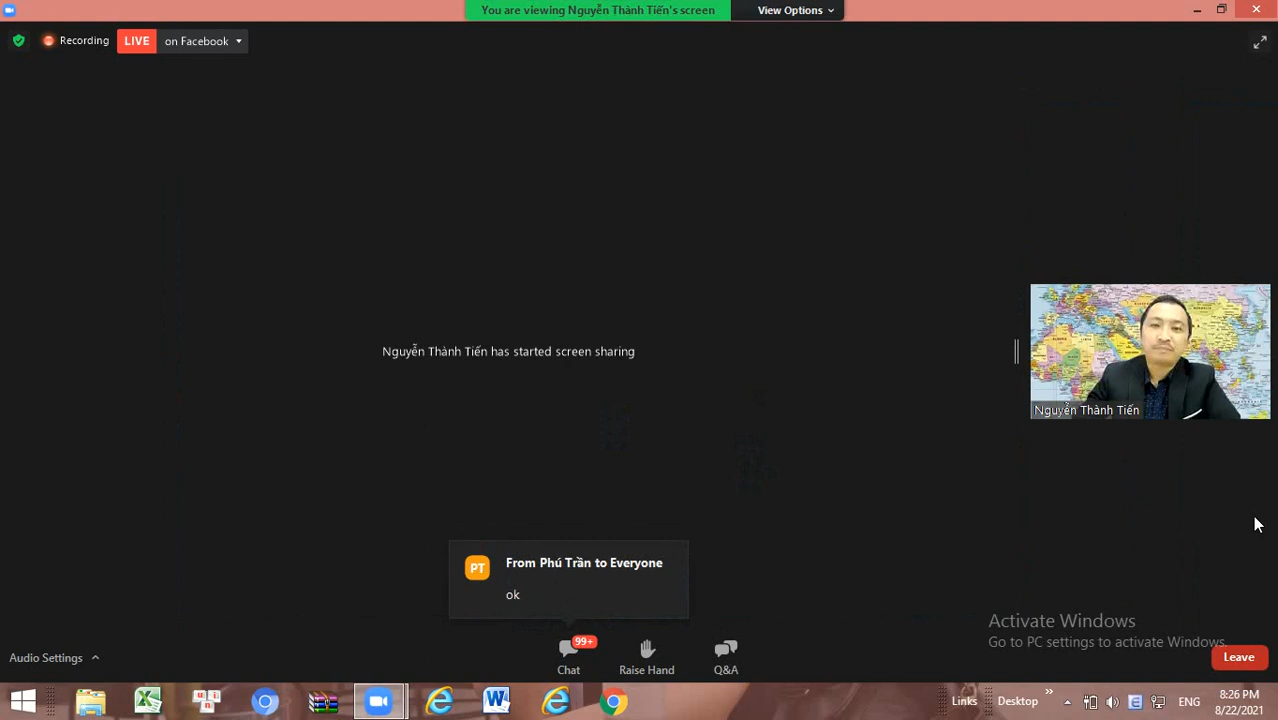 You are viewing Nguyễn Thành Tiến's screen
View Options
Recording
LIVE
on Facebook
Nguyễn Thành Tiến has started screen sharing
Nguyễn Thành Tiến
PT
From Phú Trần to Everyone
ok
Activate Windows
Go to PC settings to activate Windows.
Audio Settings
99+
Chat
Raise Hand
Q&A
Leave
Links
Desktop
ENG
8:26 PM
8/22/2021